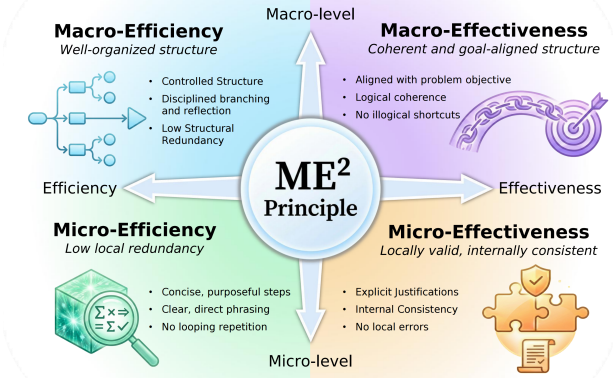 Macro-level
Macro-Efficiency
Well-organized structure
• Controlled Structure
• Disciplined branching
and reflection
• Low Structural
Redundancy
Macro-Effectiveness
Coherent and goal-aligned structure
• Aligned with problem objective
• Logical coherence
• No illogical shortcuts
Efficiency
ME²
Principle
Effectiveness
Micro-Efficiency
Low local redundancy
• Concise, purposeful steps
• Clear, direct phrasing
• No looping repetition
Σ×⇒
=Σ✓
Micro-Effectiveness
Locally valid, internally consistent
• Explicit Justifications
• Internal Consistency
• No local errors
Micro-level